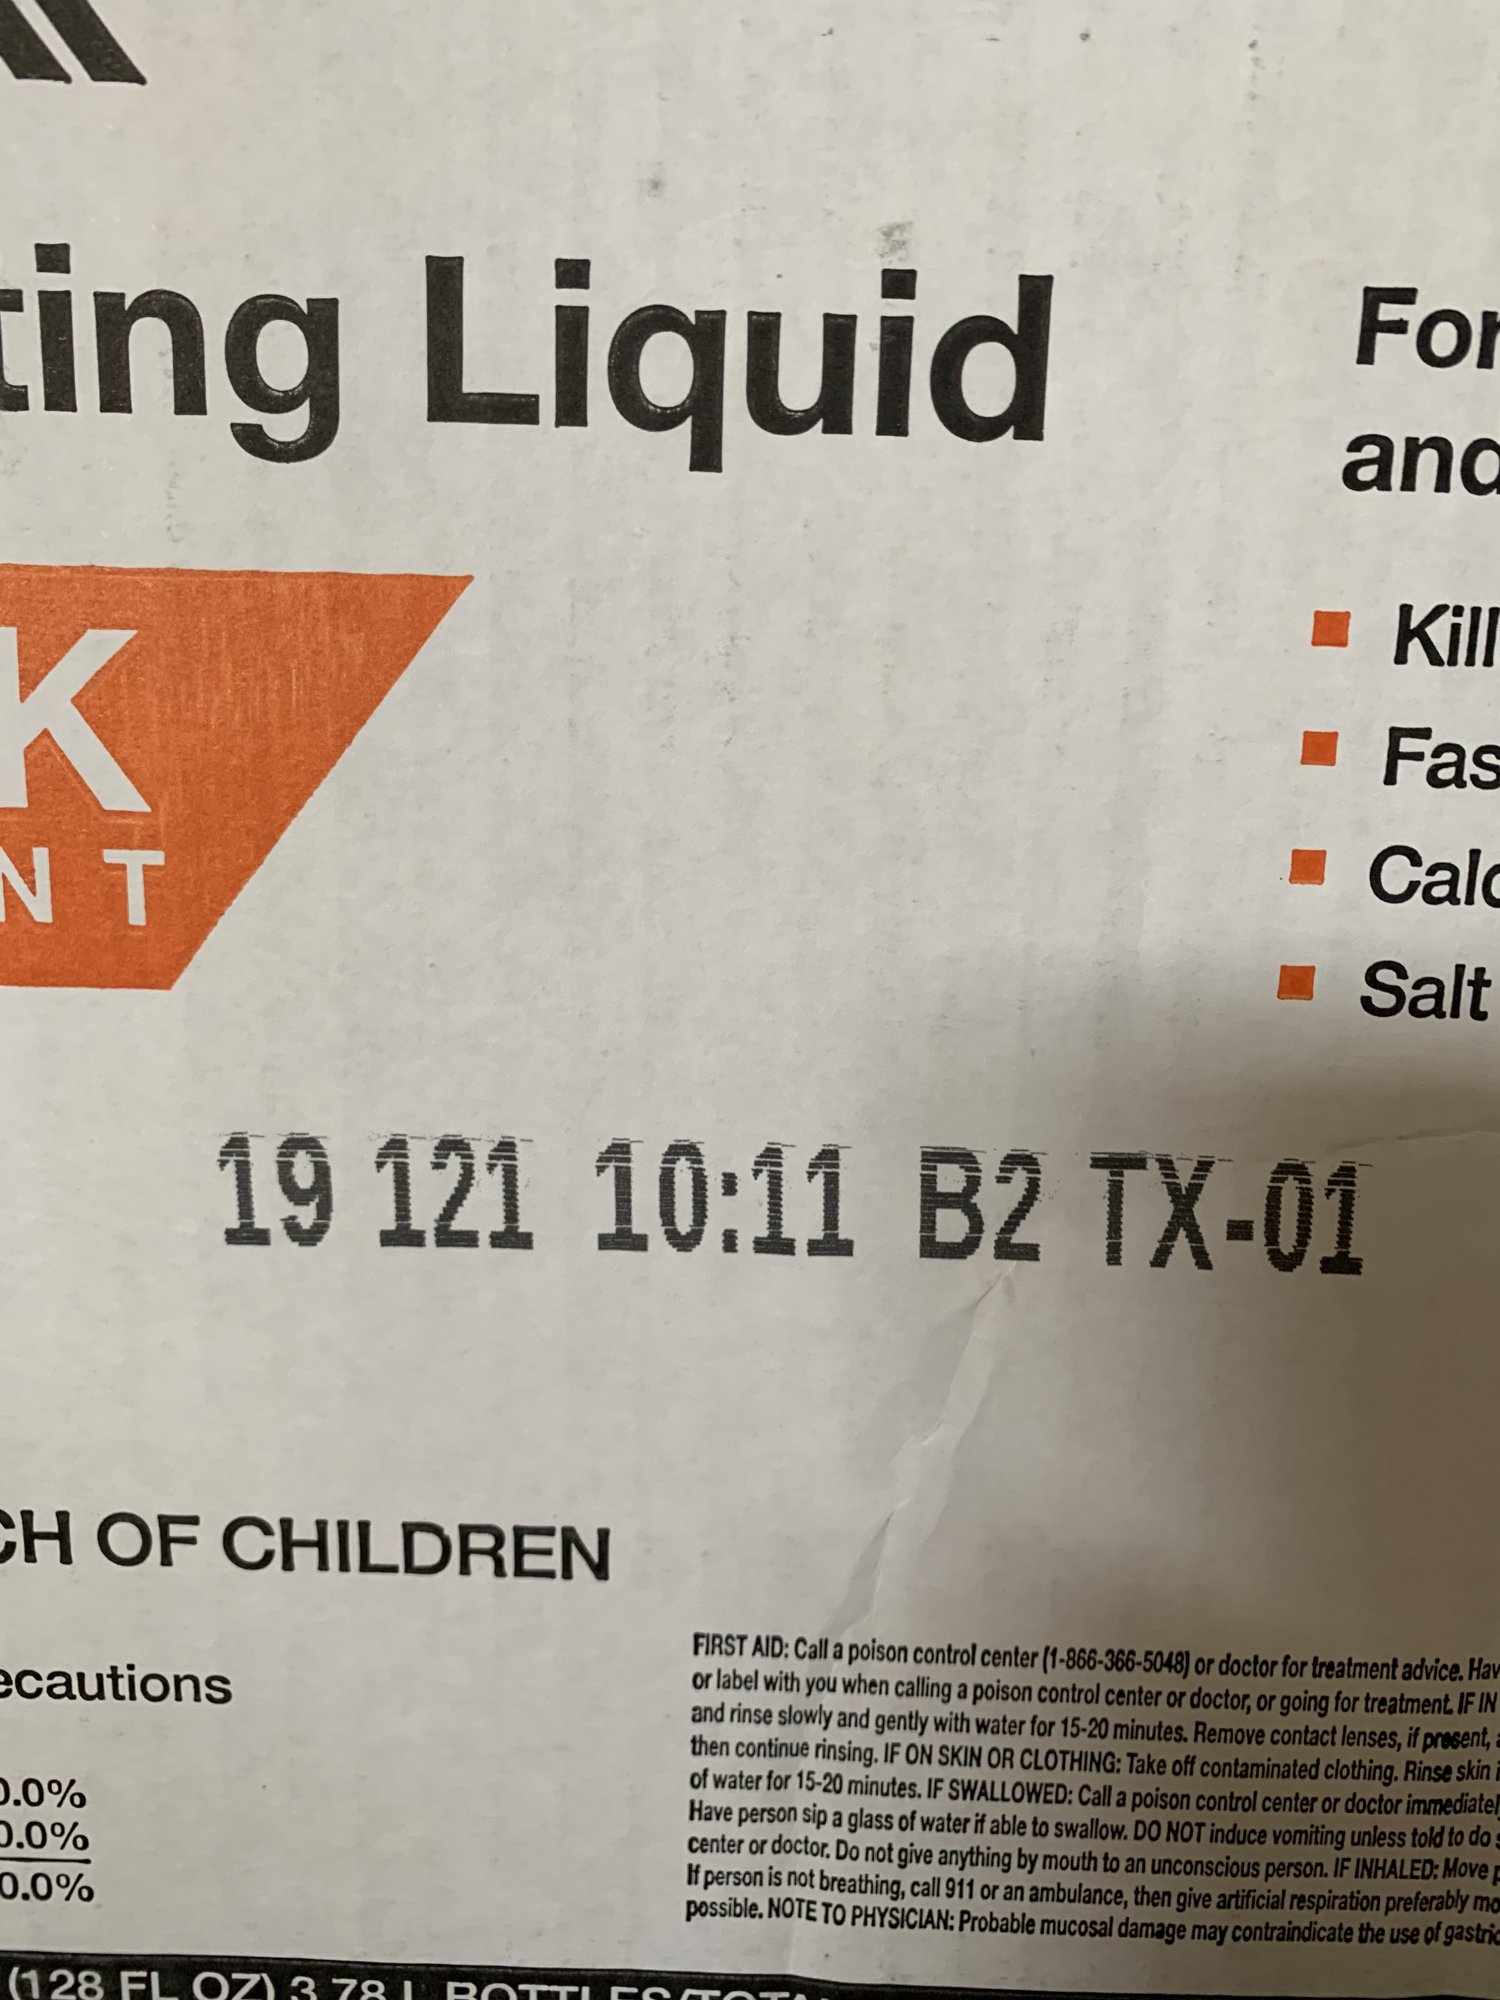 ting Liquid
For
and
K
NT
Kill
Fas
Calc
Salt
19 121 10:11 B2 TX-01
CH OF CHILDREN
ecautions
0.0%
0.0%
0.0%
FIRST AID: Call a poison control center (1-866-366-5048) or doctor for treatment advice. Hav
or label with you when calling a poison control center or doctor, or going for treatment. IF IN
and rinse slowly and gently with water for 15-20 minutes. Remove contact lenses, if present, a
then continue rinsing. IF ON SKIN OR CLOTHING: Take off contaminated clothing. Rinse skin i
of water for 15-20 minutes. IF SWALLOWED: Call a poison control center or doctor immediatel
Have person sip a glass of water if able to swallow. DO NOT induce vomiting unless told to do s
center or doctor. Do not give anything by mouth to an unconscious person. IF INHALED: Move p
If person is not breathing, call 911 or an ambulance, then give artificial respiration preferably mo
possible. NOTE TO PHYSICIAN: Probable mucosal damage may contraindicate the use of gastric
(128 FL OZ) 3.78 L BOTTLES/TOTA